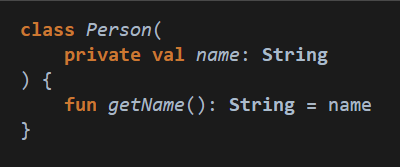 class Person(
    private val name: String
) {
    fun getName(): String = name
}